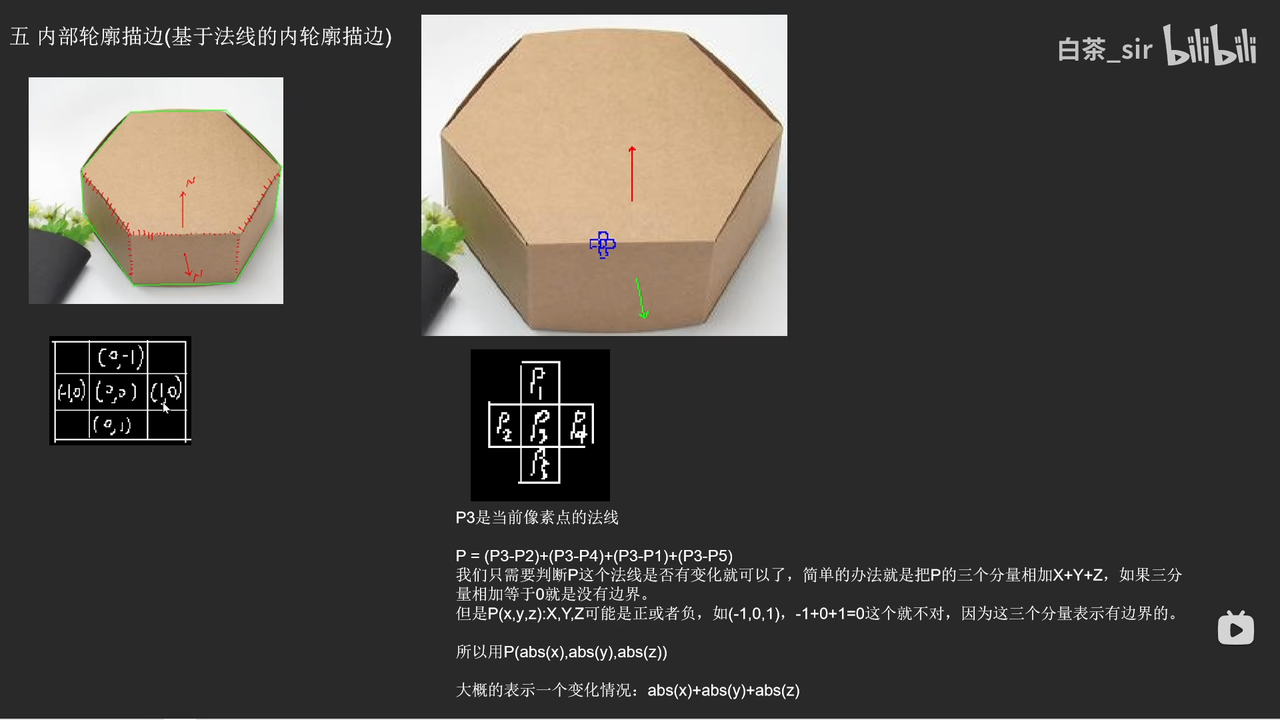 五 内部轮廓描边(基于法线的内轮廓描边)
白茶_sir bilibili
N
N
(0,-1)
(-1,0) (0,0) (1,0)
(0,1)
P1
P2 P3 P4
P5
P3是当前像素点的法线
P = (P3-P2)+(P3-P4)+(P3-P1)+(P3-P5)
我们只需要判断P这个法线是否有变化就可以了，简单的办法就是把P的三个分量相加X+Y+Z，如果三分
量相加等于0就是没有边界。
但是P(x,y,z):X,Y,Z可能是正或者负，如(-1,0,1)，-1+0+1=0这个就不对，因为这三个分量表示有边界的。
所以用P(abs(x),abs(y),abs(z))
大概的表示一个变化情况：abs(x)+abs(y)+abs(z)